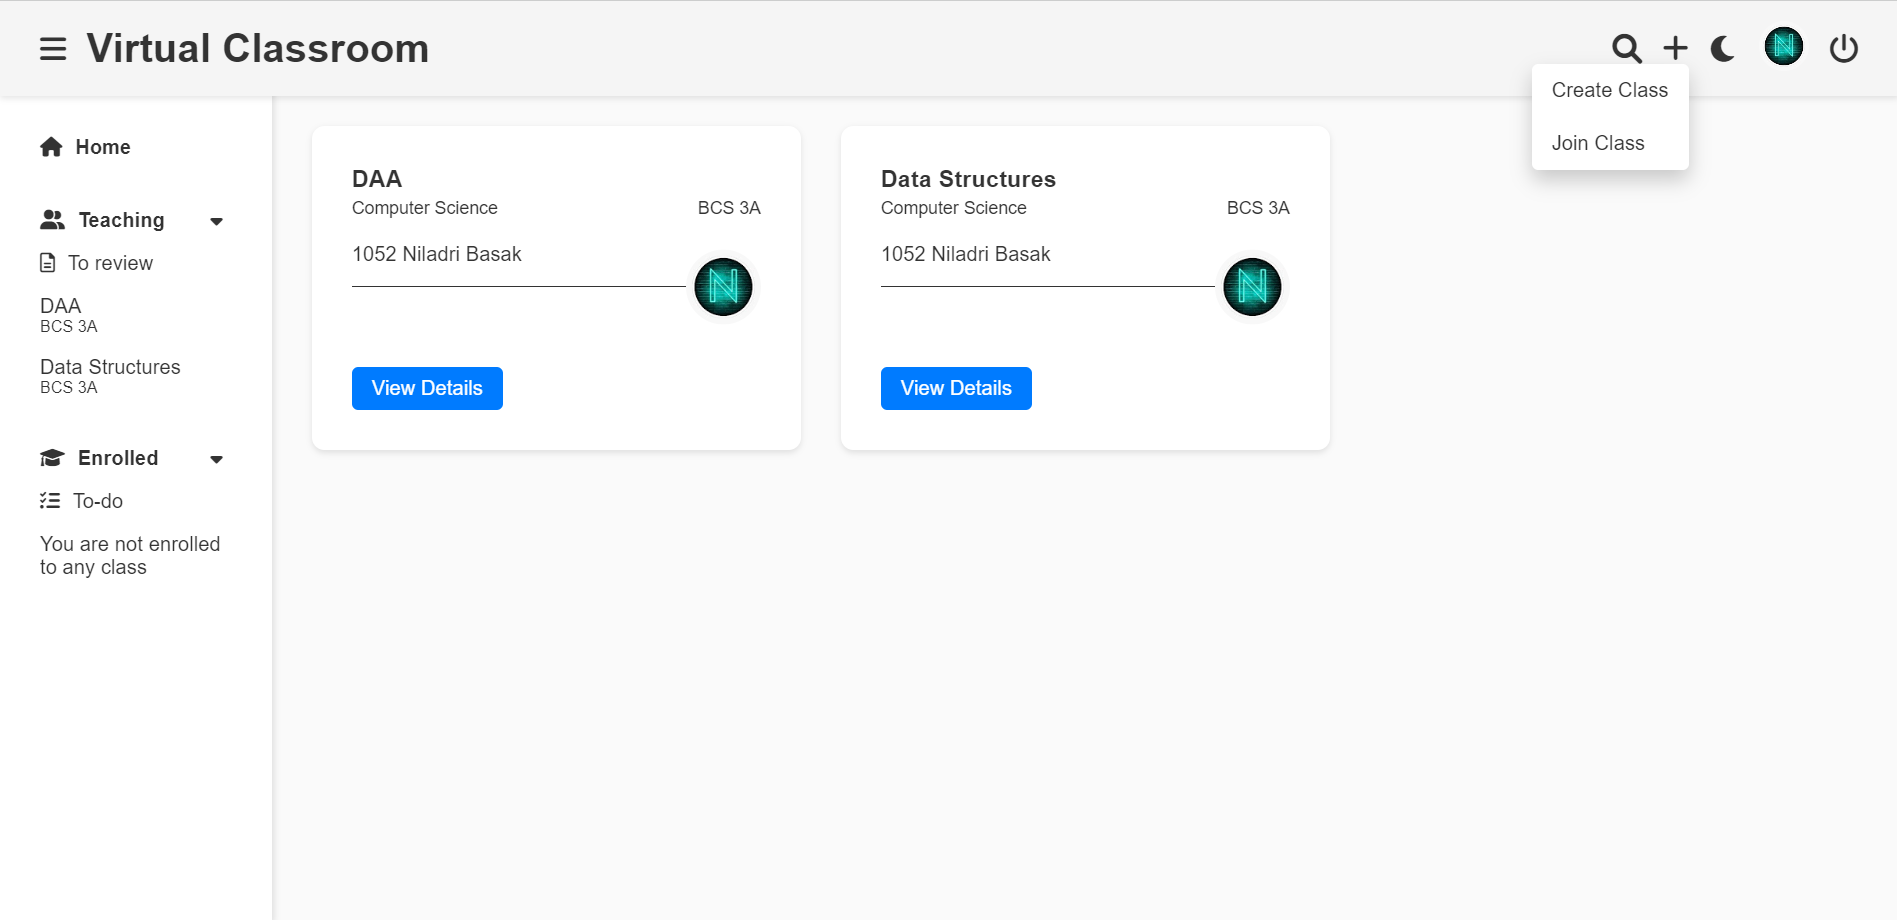 Virtual Classroom
Create Class
Join Class
Home
Teaching
To review
DAA
BCS 3A
Data Structures
BCS 3A
Enrolled
To-do
You are not enrolled
to any class
DAA
Computer Science BCS 3A
1052 Niladri Basak
N
View Details
Data Structures
Computer Science BCS 3A
1052 Niladri Basak
N
View Details
N